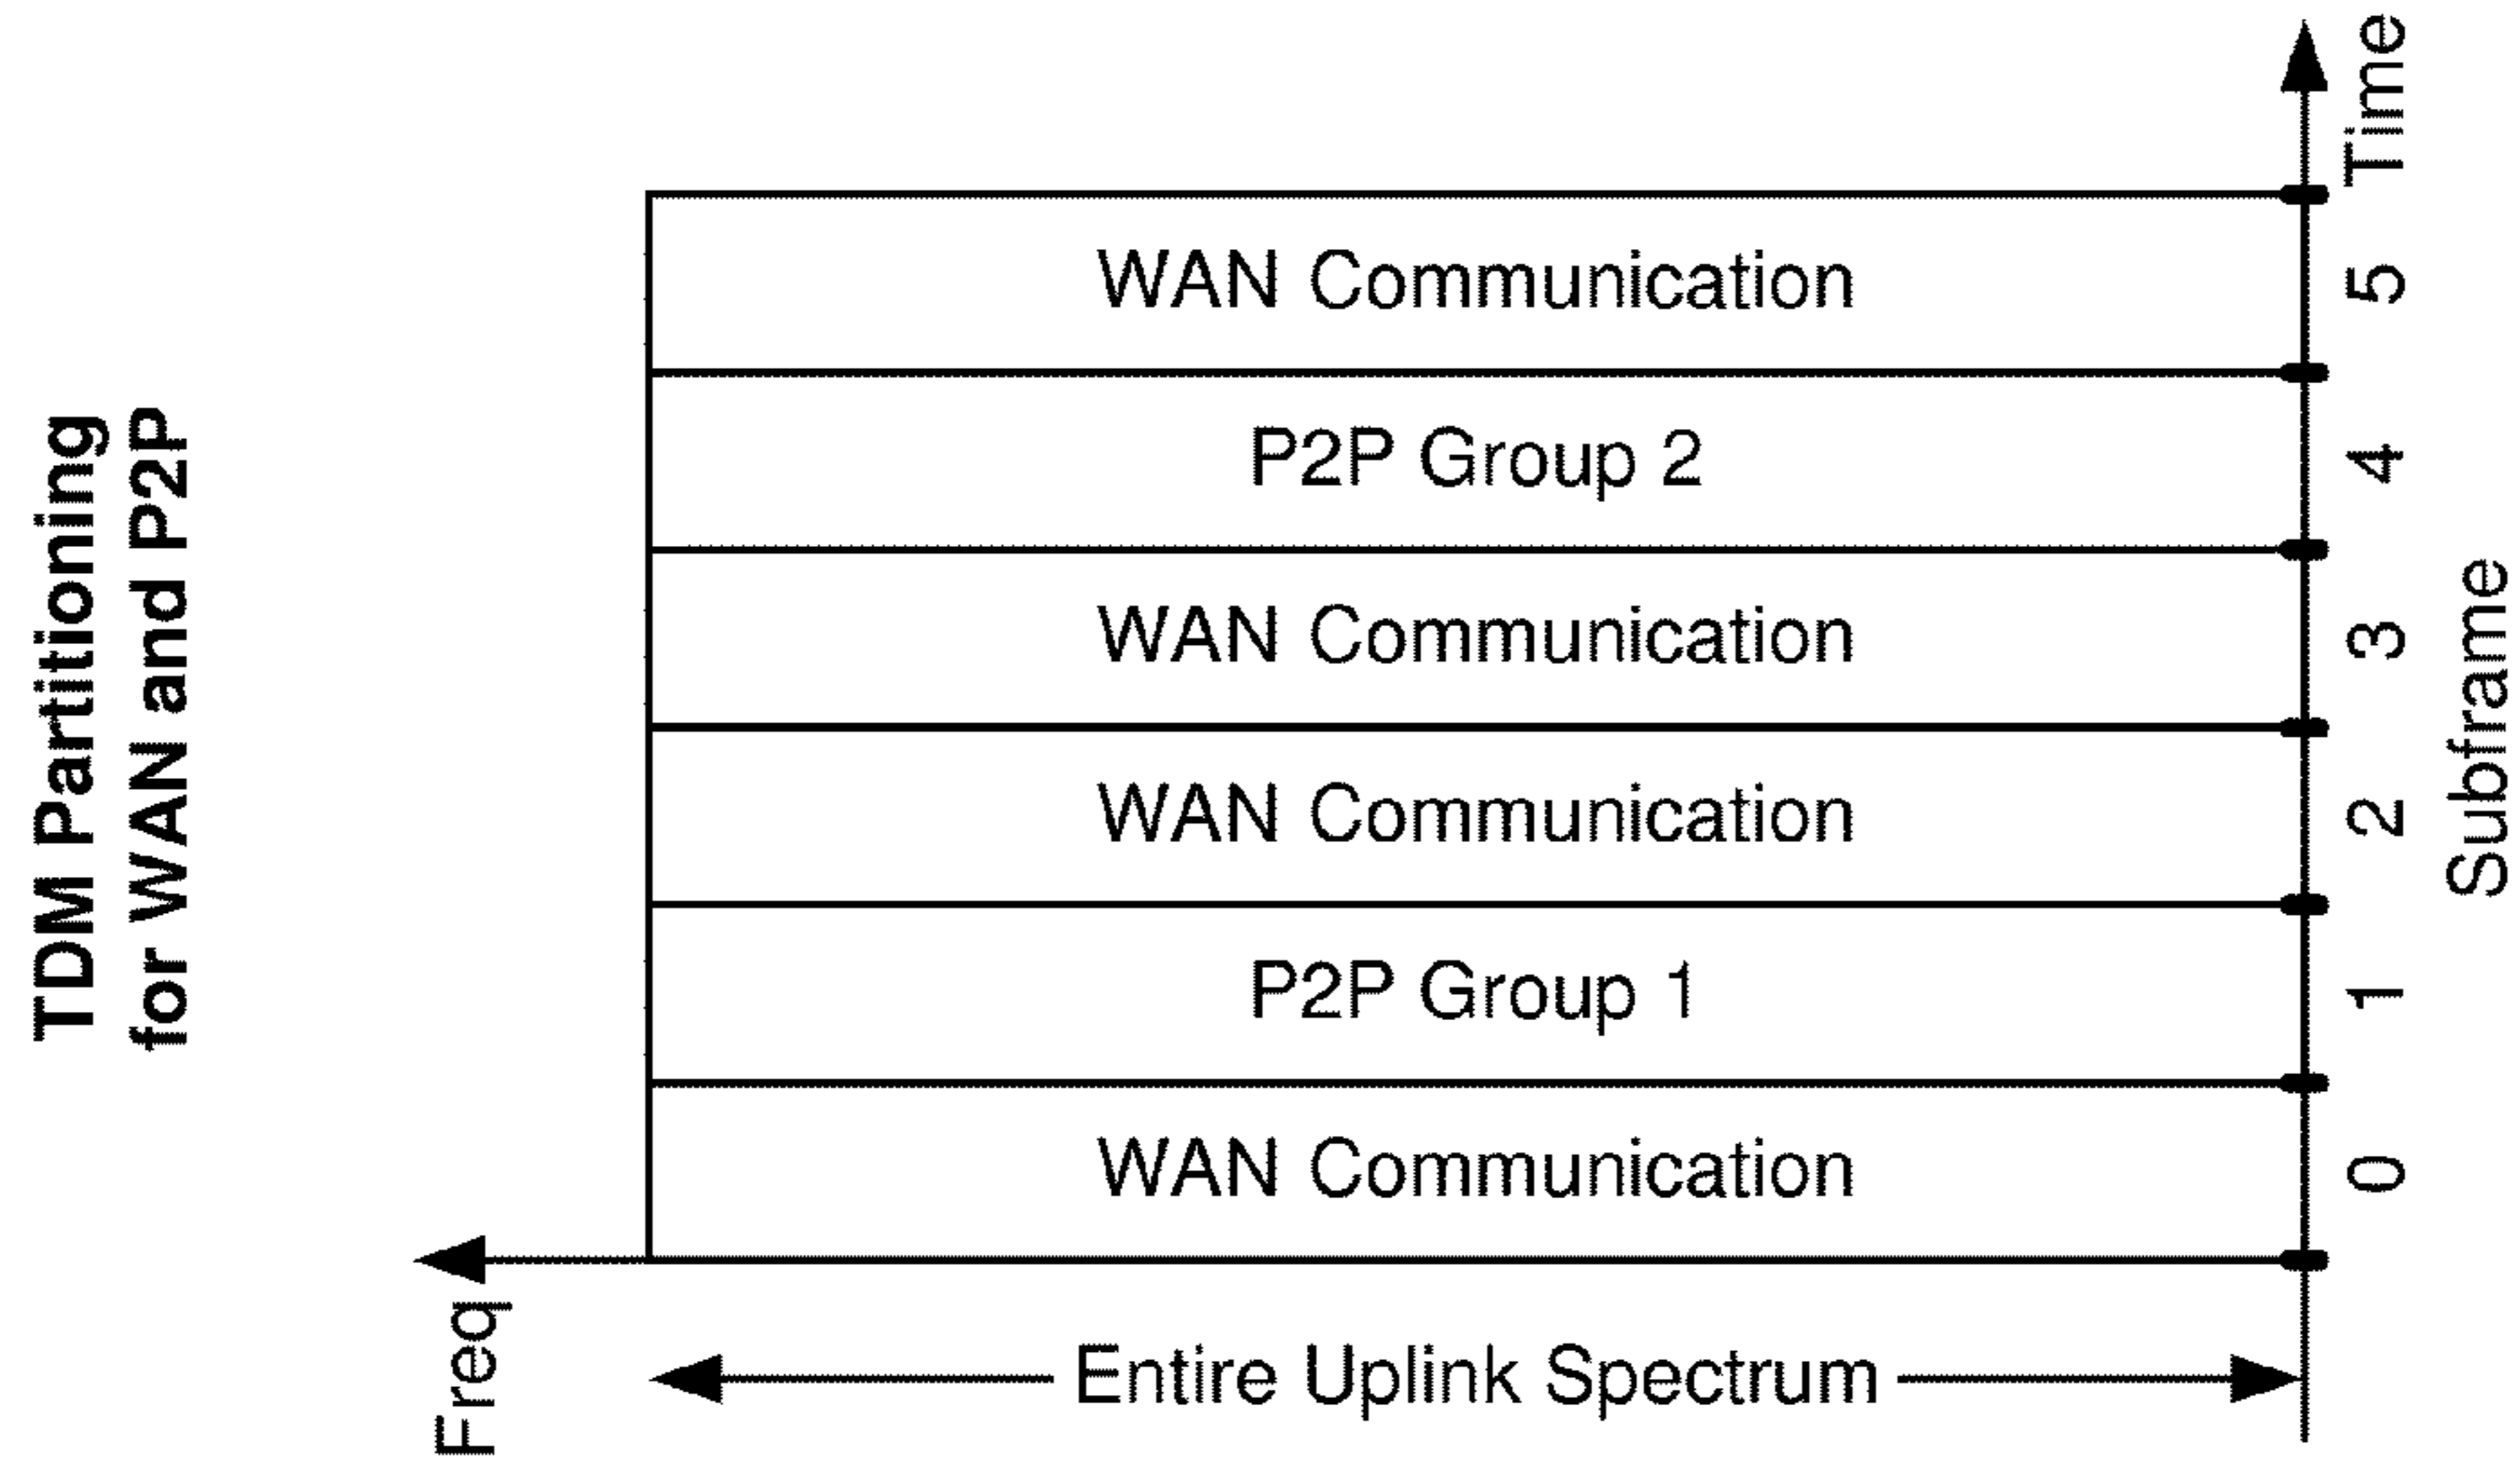 TDM Partitioning
for WAN and P2P
Time
WAN Communication
5
P2P Group 2
4
WAN Communication
3
Subframe
WAN Communication
2
P2P Group 1
1
WAN Communication
0
Freq
Entire Uplink Spectrum